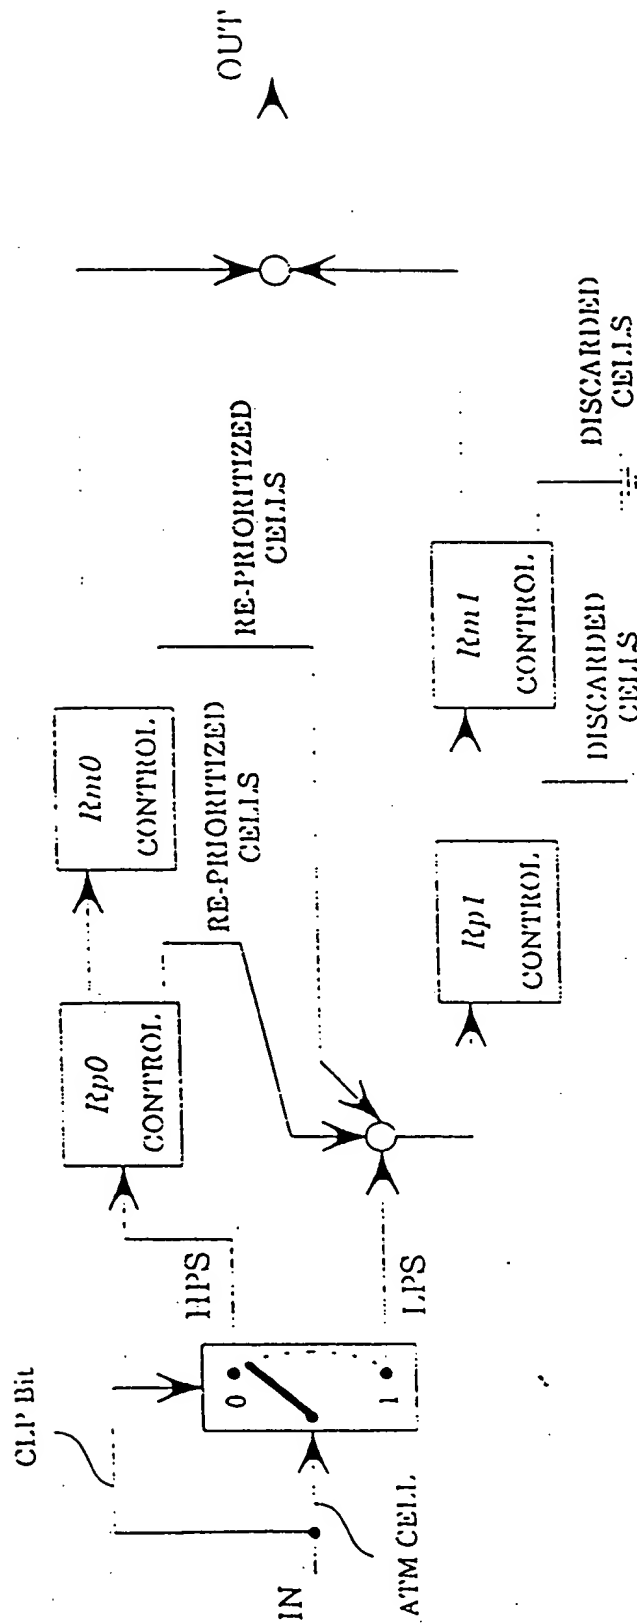 CLP Bit
IN
ATM CELL
0
1
HPS
LPS
Rp0
CONTROL
Rm0
CONTROL
RE-PRIORITIZED
CELLS
RE-PRIORITIZED
CELLS
Rp1
CONTROL
Rm1
CONTROL
DISCARDED
CELLS
DISCARDED
CELLS
OUT